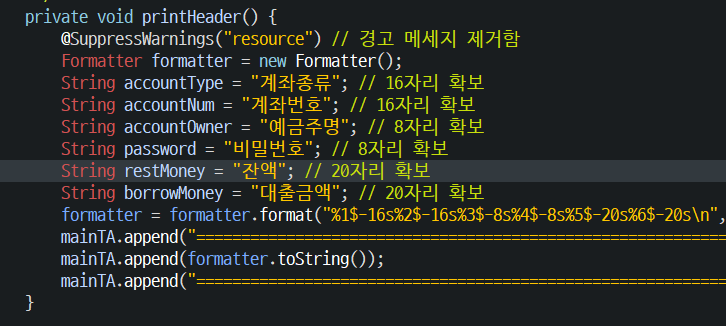 private void printHeader() {
@SuppressWarnings("resource") // 경고 메세지 제거함
Formatter formatter = new Formatter();
String accountType = "계좌종류"; // 16자리 확보
String accountNum = "계좌번호"; // 16자리 확보
String accountOwner = "예금주명"; // 8자리 확보
String password = "비밀번호"; // 8자리 확보
String restMoney = "잔액"; // 20자리 확보
String borrowMoney = "대출금액"; // 20자리 확보
formatter = formatter.format("%1$-16s%2$-16s%3$-8s%4$-8s%5$-20s%6$-20s\n",
mainTA.append("===========================================================
mainTA.append(formatter.toString());
mainTA.append("===========================================================
}